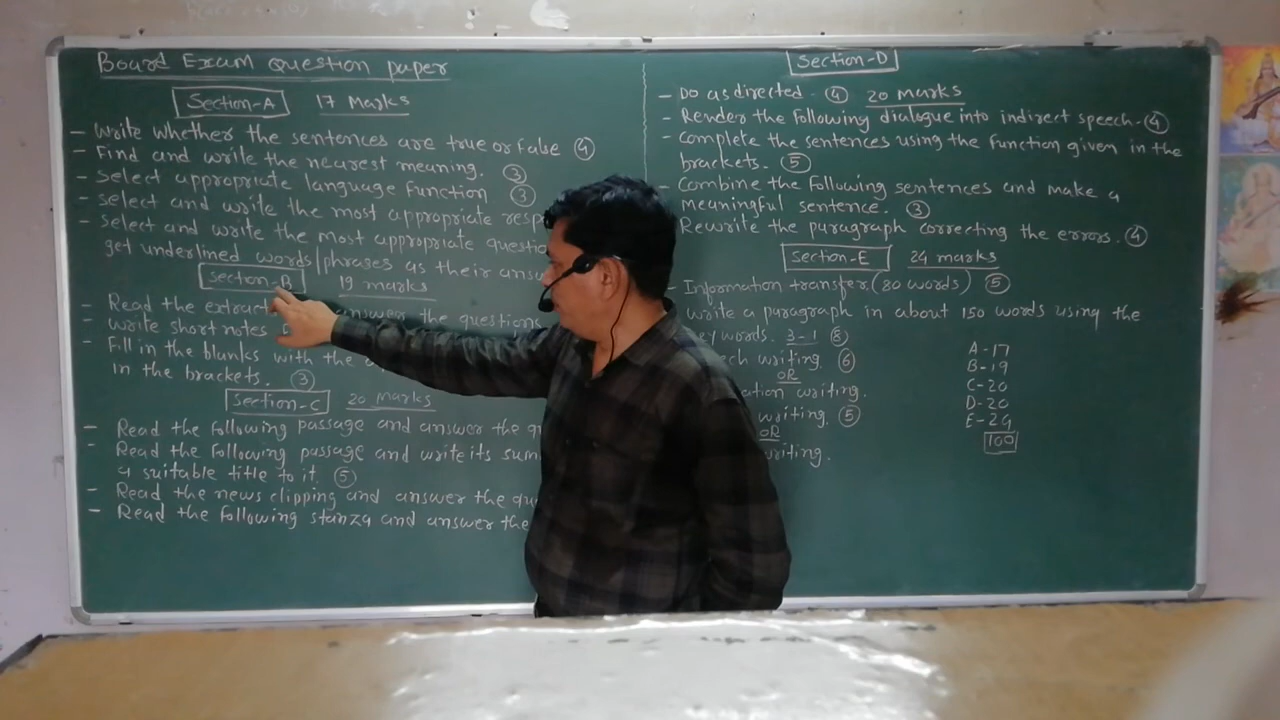 Board Exam Question paper
Section-A 17 Marks
- Write whether the sentences are true or false ④
- Find and write the nearest meaning. ③
- Select appropriate language function ③
- select and write the most appropriate
- Select and write the most appropriate
get underlined words/phrases as their
Section-B 19 marks
- Read the answer the questions
- Write short notes
- Fill in the blanks with the
in the brackets. ③
Section-C 20 marks
- Read the following passage and answer the
- Read the following passage and write its
a suitable title to it. ⑤
- Read the news clipping and answer the
- Read the following stanza and answer the
Section-D
- Do as directed. ④ 20 marks
- Render the following dialogue into indirect speech. ④
- Complete the sentences using the function given in the
brackets. ⑤
- Combine the following sentences and make a
meaningful sentence. ③
Rewrite the paragraph correcting the errors. ④
Section-E 24 marks
- Information transfer (80 words) ⑤
write a paragraph in about 150 words using the
words. 3-1 ⑧
writing. ⑥
OR
writing.
writing. ⑤
OR
writing.
A-17
B-19
C-20
D-20
E-24
100